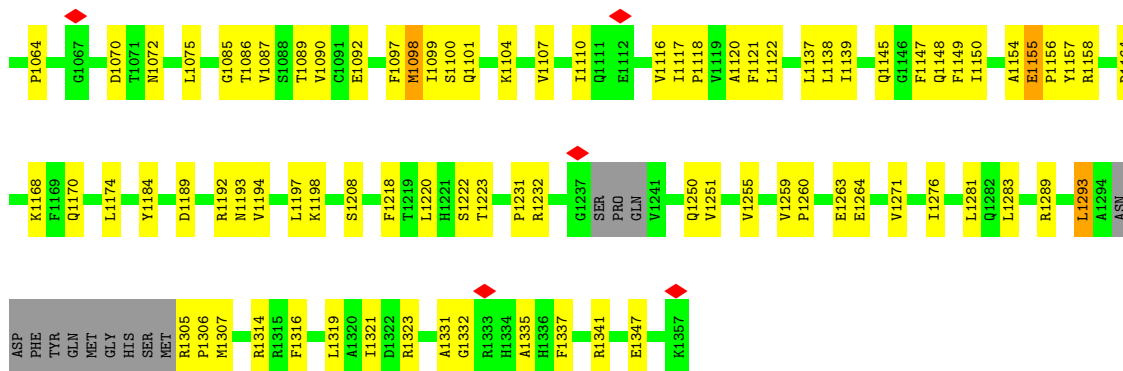 P1064 G1067 D1070 T1071 N1072 L1075 G1085 T1086 V1087 S1088 T1089 V1090 C1091 E1092 F1097 M1098 I1099 S1100 Q1101 K1104 V1107 I1110 Q1111 E1112 V1116 I1117 P1118 V1119 A1120 F1121 L1122 L1137 L1138 I1139 Q1145 G1146 F1147 Q1148 F1149 I1150 A1154 E1155 P1156 Y1157 R1158
K1168 F1169 Q1170 L1174 Y1184 D1189 R1192 N1193 V1194 L1197 K1198 S1208 F1218 T1219 L1220 H1221 S1222 T1223 P1231 R1232 G1237 SER PRO GLN V1241 Q1250 V1251 V1255 V1259 P1260 E1263 E1264 V1271 I1276 L1281 Q1282 L1283 R1289 L1293 A1294 ASN
ASP PHE TYR GLN MET GLY HIS SER MET R1305 P1306 M1307 R1314 R1315 F1316 L1319 A1320 I1321 D1322 R1323 A1331 G1332 R1333 H1334 A1335 H1336 F1337 R1341 E1347 K1357